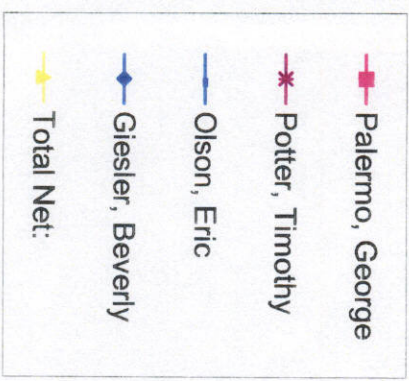 Palermo, George
Potter, Timothy
Olson, Eric
Giesler, Beverly
Total Net: